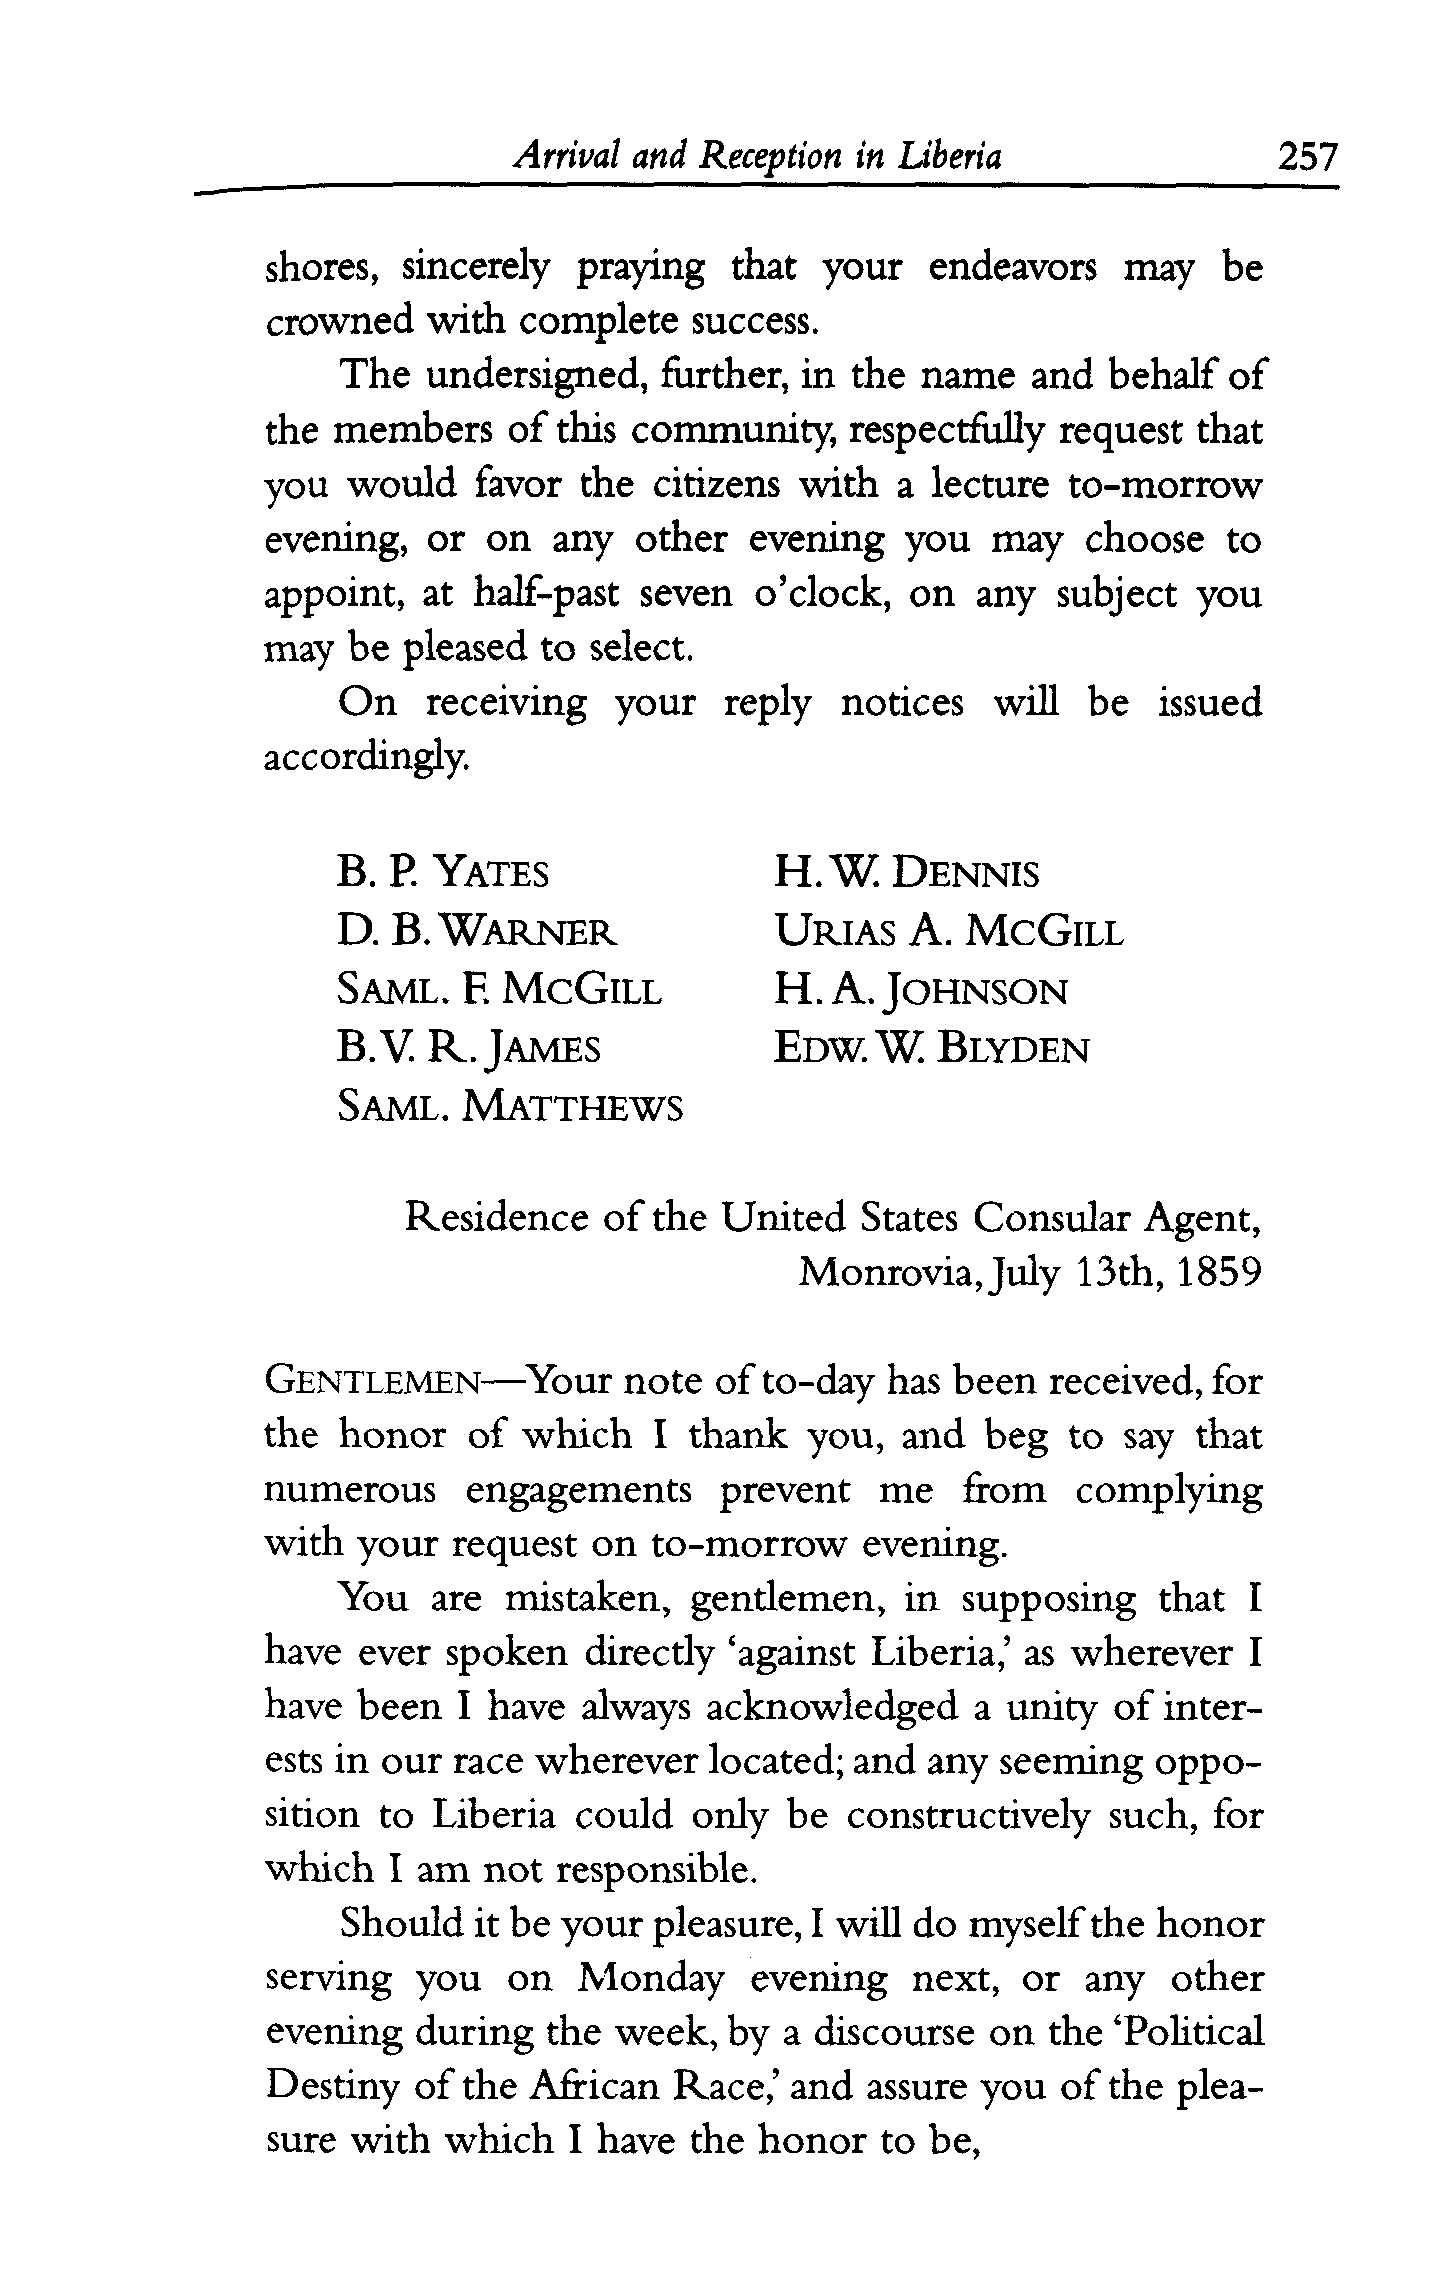 Arrival and Reception in Liberia 257
shores, sincerely praying that your endeavors may be
crowned with complete success.
The undersigned, further, in the name and behalf of
the members of this community, respectfully request that
you would favor the citizens with a lecture to-morrow
evening, or on any other evening you may choose to
appoint, at half-past seven o’clock, on any subject you
may be pleased to select.
On receiving your reply notices will be issued
accordingly.
B. P. YATES H. W. DENNIS
D. B. WARNER URIAS A. MCGILL
SAML. F. MCGILL H. A. JOHNSON
B. V. R. JAMES EDW. W. BLYDEN
SAML. MATTHEWS
Residence of the United States Consular Agent,
Monrovia, July 13th, 1859
GENTLEMEN—Your note of to-day has been received, for
the honor of which I thank you, and beg to say that
numerous engagements prevent me from complying
with your request on to-morrow evening.
You are mistaken, gentlemen, in supposing that I
have ever spoken directly ‘against Liberia,’ as wherever I
have been I have always acknowledged a unity of inter-
ests in our race wherever located; and any seeming oppo-
sition to Liberia could only be constructively such, for
which I am not responsible.
Should it be your pleasure, I will do myself the honor
serving you on Monday evening next, or any other
evening during the week, by a discourse on the ‘Political
Destiny of the African Race,’ and assure you of the plea-
sure with which I have the honor to be,